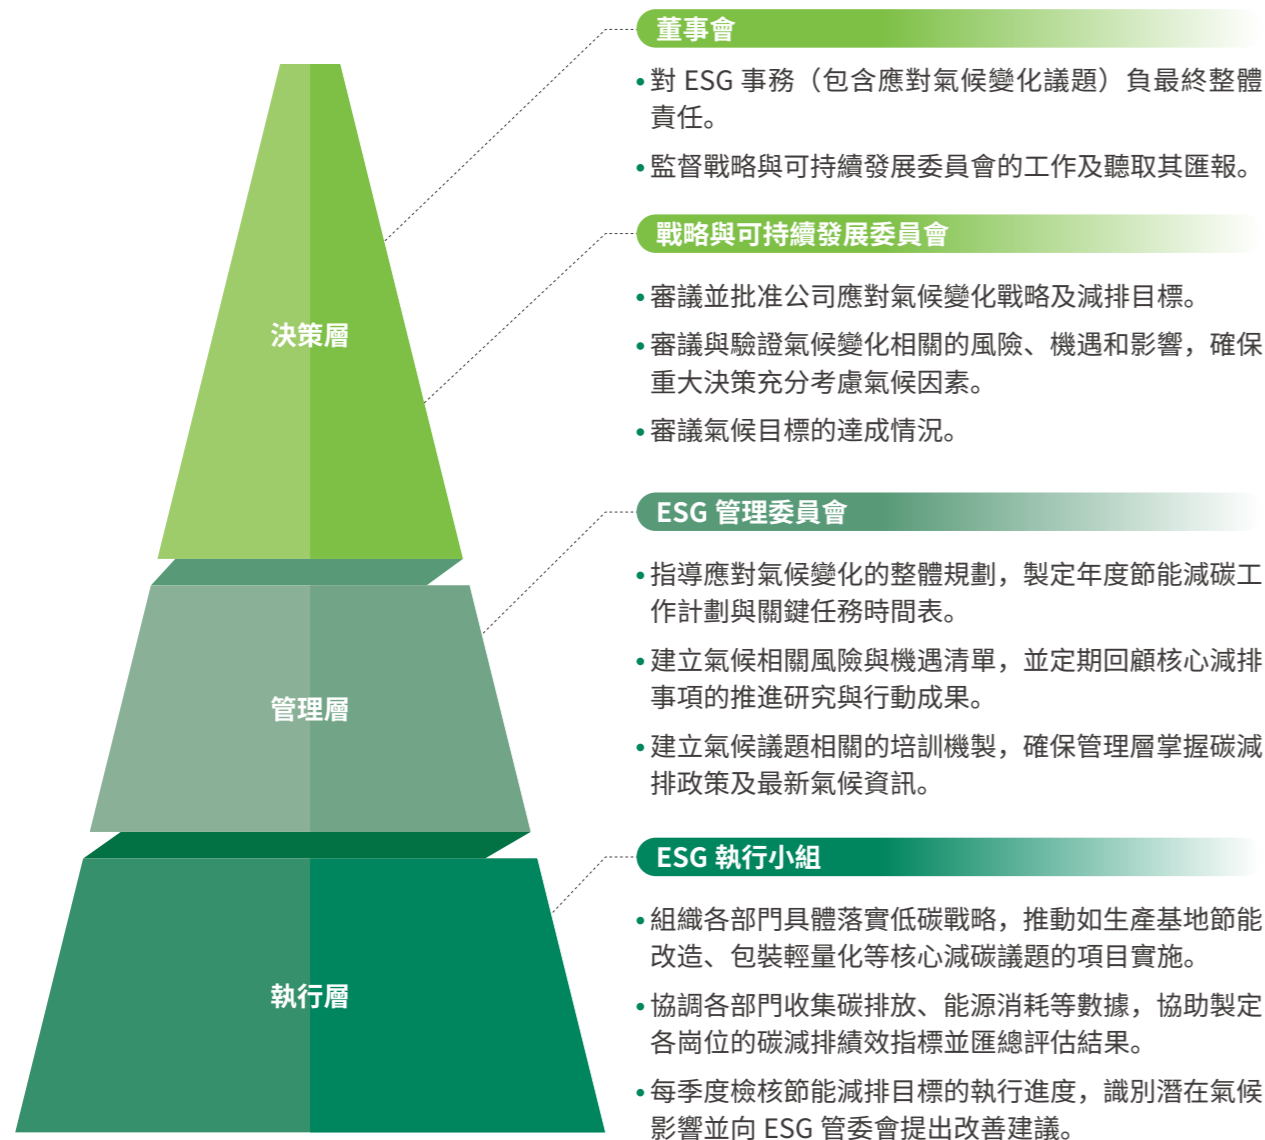 董事會
• 對 ESG 事務（包含應對氣候變化議題）負最終整體
責任。
• 監督戰略與可持續發展委員會的工作及聽取其匯報。
戰略與可持續發展委員會
• 審議並批准公司應對氣候變化戰略及減排目標。
• 審議與驗證氣候變化相關的風險、機遇和影響，確保
重大決策充分考慮氣候因素。
• 審議氣候目標的達成情況。
決策層
ESG 管理委員會
• 指導應對氣候變化的整體規劃，製定年度節能減碳工
作計劃與關鍵任務時間表。
• 建立氣候相關風險與機遇清單，並定期回顧核心減排
事項的推進研究與行動成果。
• 建立氣候議題相關的培訓機製，確保管理層掌握碳減
排政策及最新氣候資訊。
管理層
ESG 執行小組
• 組織各部門具體落實低碳戰略，推動如生產基地節能
改造、包裝輕量化等核心減碳議題的項目實施。
• 協調各部門收集碳排放、能源消耗等數據，協助製定
各崗位的碳減排績效指標並匯總評估結果。
• 每季度檢核節能減排目標的執行進度，識別潛在氣候
影響並向 ESG 管委會提出改善建議。
執行層